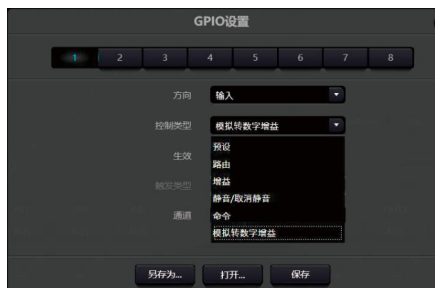 GPIO设置
1 2 3 4 5 6 7 8
方向 输入
控制类型 模拟转数字增益
预设
生效
路由
触发类型 增益
静音/取消静音
通道 命令
模拟转数字增益
另存为... 打开... 保存